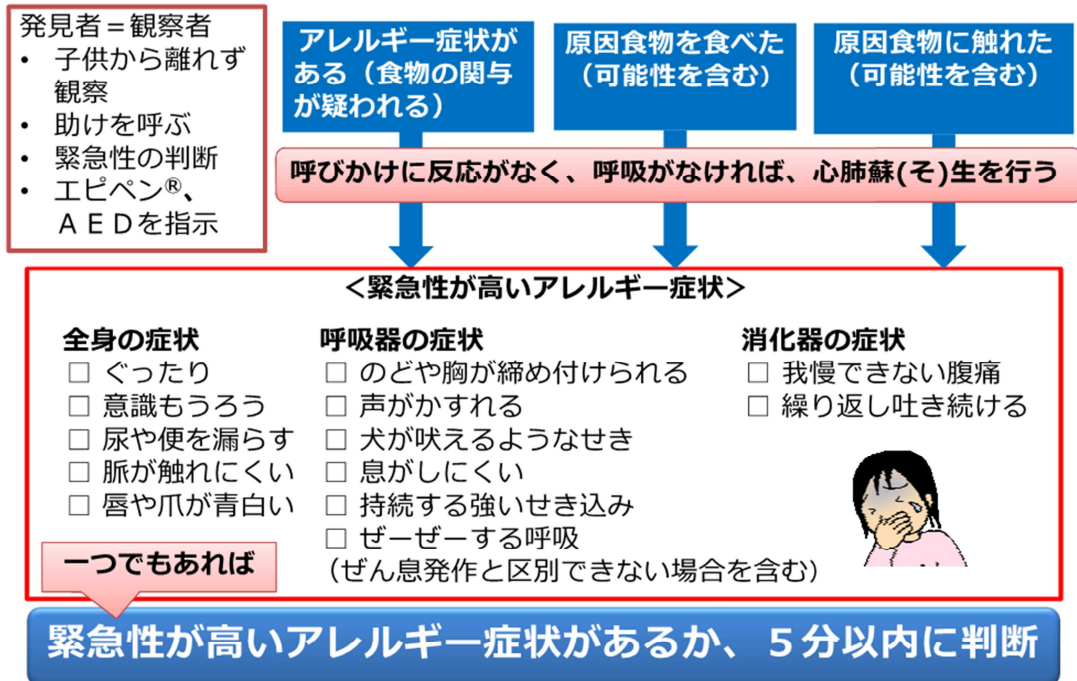 発見者＝観察者
• 子供から離れず
観察
• 助けを呼ぶ
• 緊急性の判断
• エピペン®、
ＡＥＤを指示
アレルギー症状が
ある（食物の関与
が疑われる）
原因食物を食べた
（可能性を含む）
原因食物に触れた
（可能性を含む）
呼びかけに反応がなく、呼吸がなければ、心肺蘇(そ)生を行う
＜緊急性が高いアレルギー症状＞
全身の症状
□ ぐったり
□ 意識もうろう
□ 尿や便を漏らす
□ 脈が触れにくい
□ 唇や爪が青白い
呼吸器の症状
□ のどや胸が締め付けられる
□ 声がかすれる
□ 犬が吠えるようなせき
□ 息がしにくい
□ 持続する強いせき込み
□ ぜーぜーする呼吸
（ぜん息発作と区別できない場合を含む）
消化器の症状
□ 我慢できない腹痛
□ 繰り返し吐き続ける
一つでもあれば
緊急性が高いアレルギー症状があるか、５分以内に判断